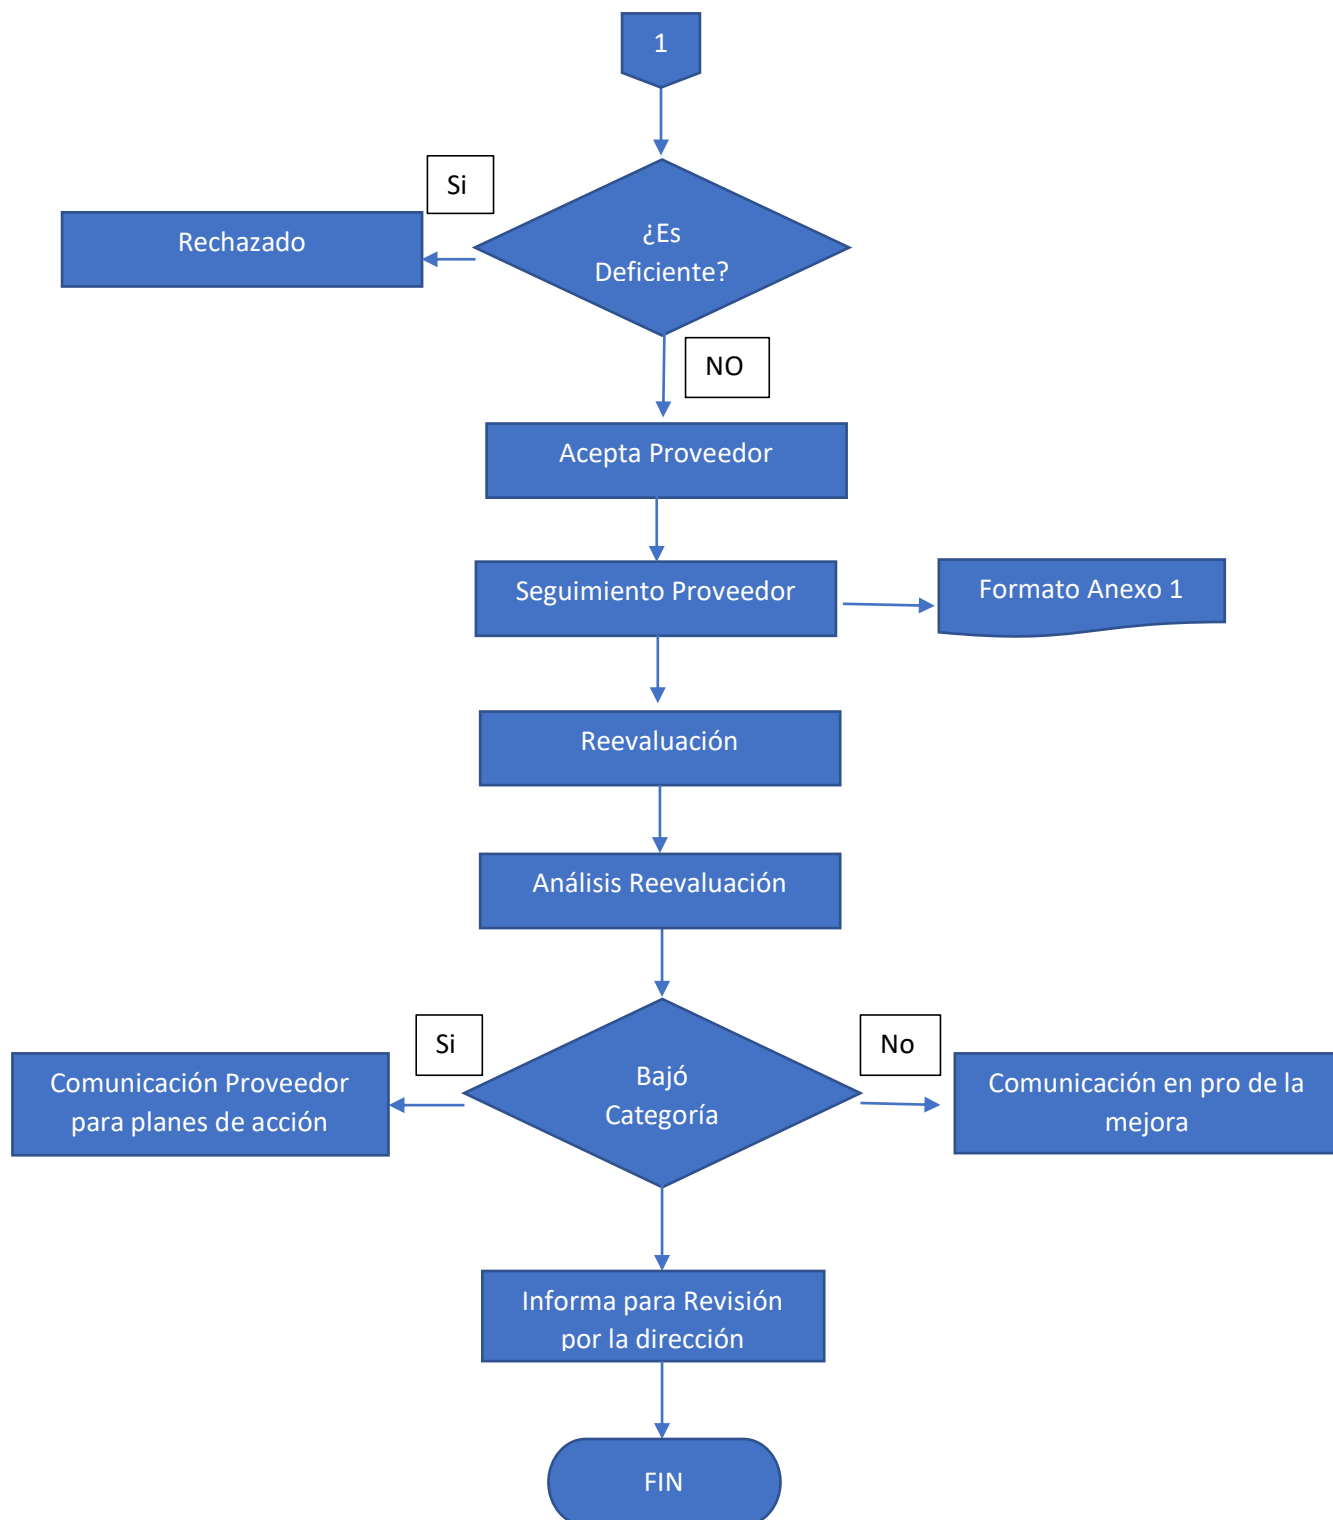 1
Si
¿Es
Deficiente?
Rechazado
NO
Acepta Proveedor
Seguimiento Proveedor
Formato Anexo 1
Reevaluación
Análisis Reevaluación
Si
No
Bajó
Categoría
Comunicación Proveedor
para planes de acción
Comunicación en pro de la
mejora
Informa para Revisión
por la dirección
FIN